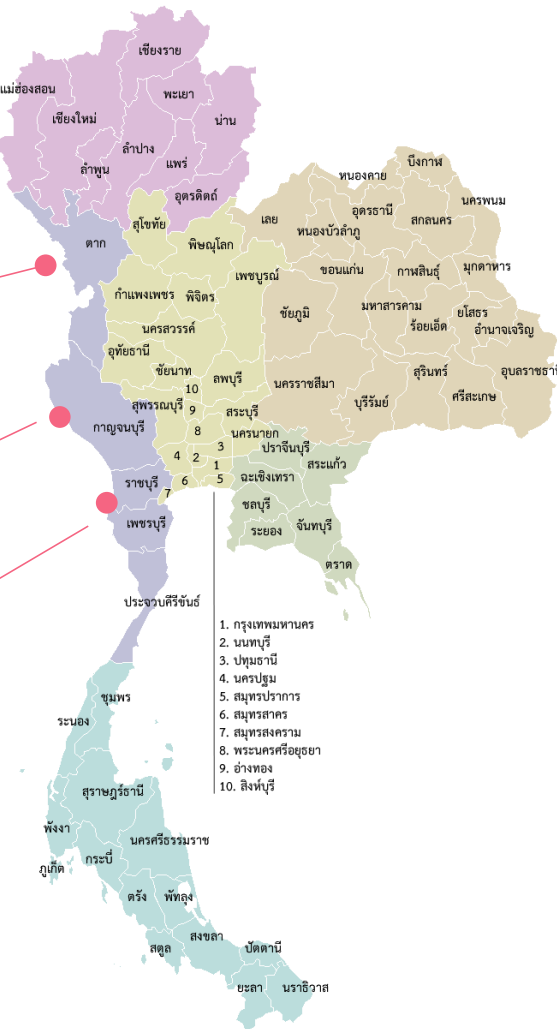 เชียงราย
แม่ฮ่องสอน
พะเยา
เชียงใหม่
น่าน
ลำปาง
แพร่
ลำพูน
อุตรดิตถ์
บึงกาฬ
หนองคาย
นครพนม
เลย
อุดรธานี
สกลนคร
สุโขทัย
หนองบัวลำภู
ตาก
พิษณุโลก
เพชบูรณ์
ขอนแก่น
กาฬสินธุ์
มุกดาหาร
กำแพงเพชร
พิจิตร
ชัยภูมิ
มหาสารคาม
ยโสธร
ร้อยเอ็ด
อำนาจเจริญ
นครสวรรค์
อุทัยธานี
ชัยนาท
ลพบุรี
นครราชสีมา
สุรินทร์
อุบลราชธานี
10
บุรีรัมย์
ศรีสะเกษ
สุพรรณบุรี
9
สระบุรี
กาญจนบุรี
8
นครนายก
3
ปราจีนบุรี
4
2
1
สระแก้ว
ราชบุรี
6
5
ฉะเชิงเทรา
7
ชลบุรี
เพชรบุรี
ระยอง
จันทบุรี
ตราด
ประจวบคีรีขันธ์
1. กรุงเทพมหานคร
2. นนทบุรี
3. ปทุมธานี
4. นครปฐม
5. สมุทรปราการ
6. สมุทรสาคร
7. สมุทรสงคราม
8. พระนครศรีอยุธยา
9. อ่างทอง
10. สิงห์บุรี
ชุมพร
ระนอง
สุราษฎร์ธานี
พังงา
นครศรีธรรมราช
กระบี่
ภูเก็ต
ตรัง
พัทลุง
สตูล
สงขลา
ปัตตานี
ยะลา
นราธิวาส